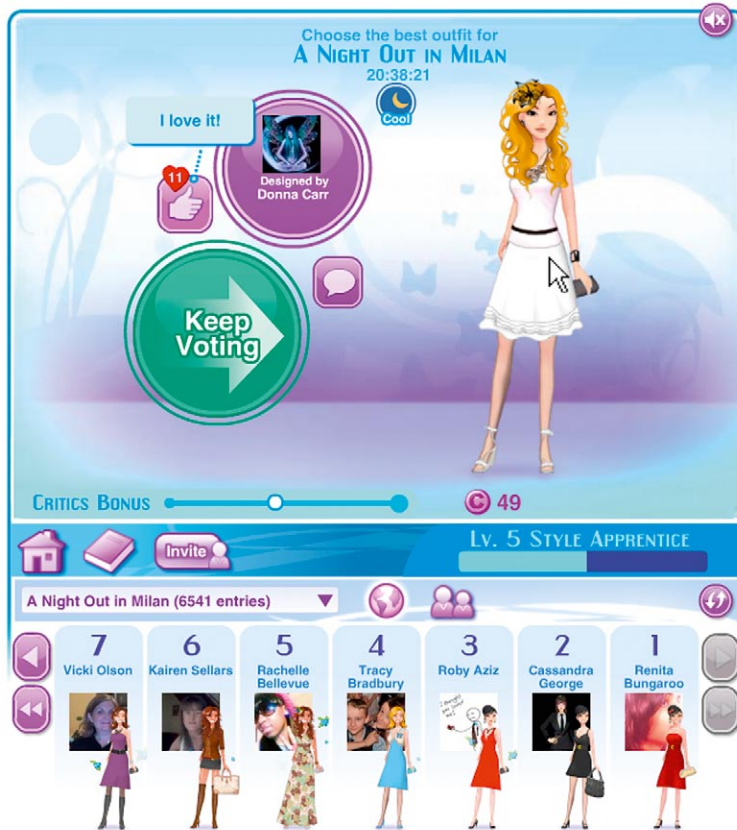 Choose the best outfit for
A Night Out in Milan
20:38:21
Cool
I love it!
11
Designed by
Donna Carr
Keep
Voting
Critics Bonus
C 49
Invite
Lv. 5 Style Apprentice
A Night Out in Milan (6541 entries)
7 6 5 4 3 2 1
Vicki Olson Kairen Sellars Rachelle Bellevue Tracy Bradbury Roby Aziz Cassandra George Renita Bungaroo